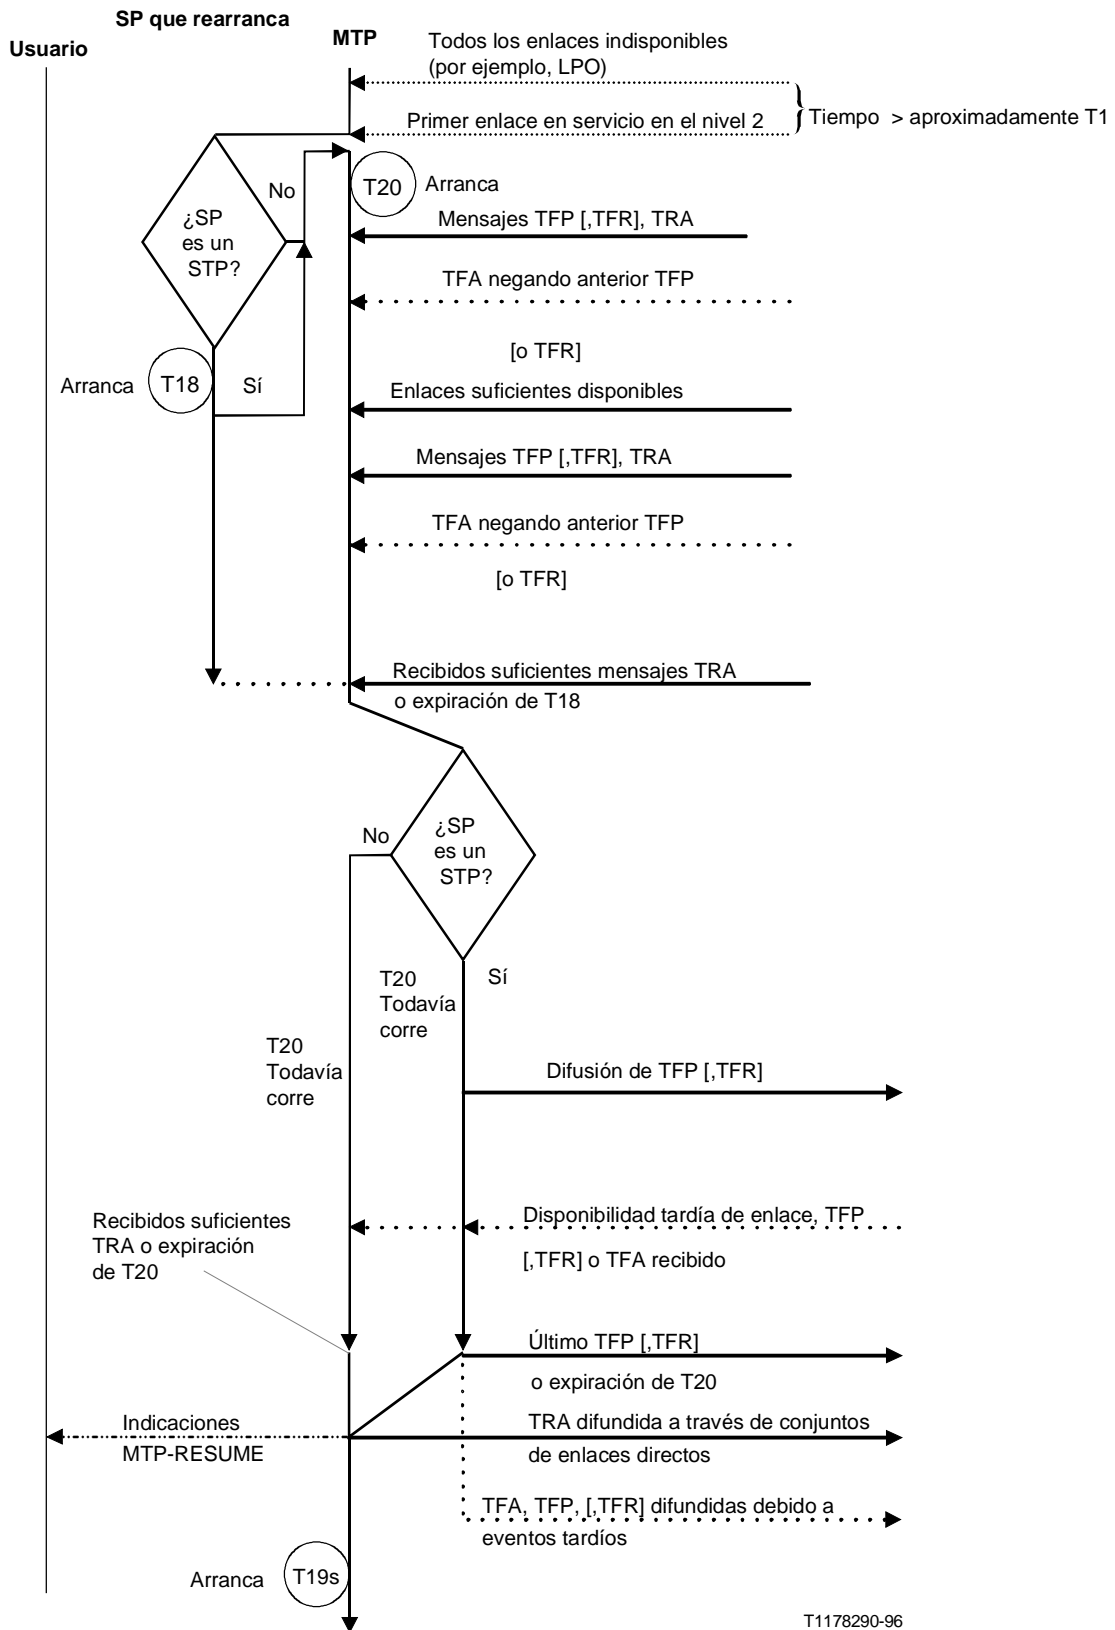 SP que rearranca
Usuario
MTP
Todos los enlaces indisponibles
(por ejemplo, LPO)
Tiempo > aproximadamente T1
Primer enlace en servicio en el nivel 2
No
T20
Arranca
¿SP
es un
STP?
Mensajes TFP [,TFR], TRA
TFA negando anterior TFP
[o TFR]
Arranca
T18
Sí
Enlaces suficientes disponibles
Mensajes TFP [,TFR], TRA
TFA negando anterior TFP
[o TFR]
Recibidos suficientes mensajes TRA
o expiración de T18
No
¿SP
es un
STP?
T20
Todavía
corre
Sí
T20
Todavía
corre
Difusión de TFP [,TFR]
Recibidos suficientes
TRA o expiración
de T20
Disponibilidad tardía de enlace, TFP
[,TFR] o TFA recibido
Último TFP [,TFR]
o expiración de T20
Indicaciones
MTP-RESUME
TRA difundida a través de conjuntos
de enlaces directos
TFA, TFP, [,TFR] difundidas debido a
eventos tardíos
Arranca
T19s
T1178290-96